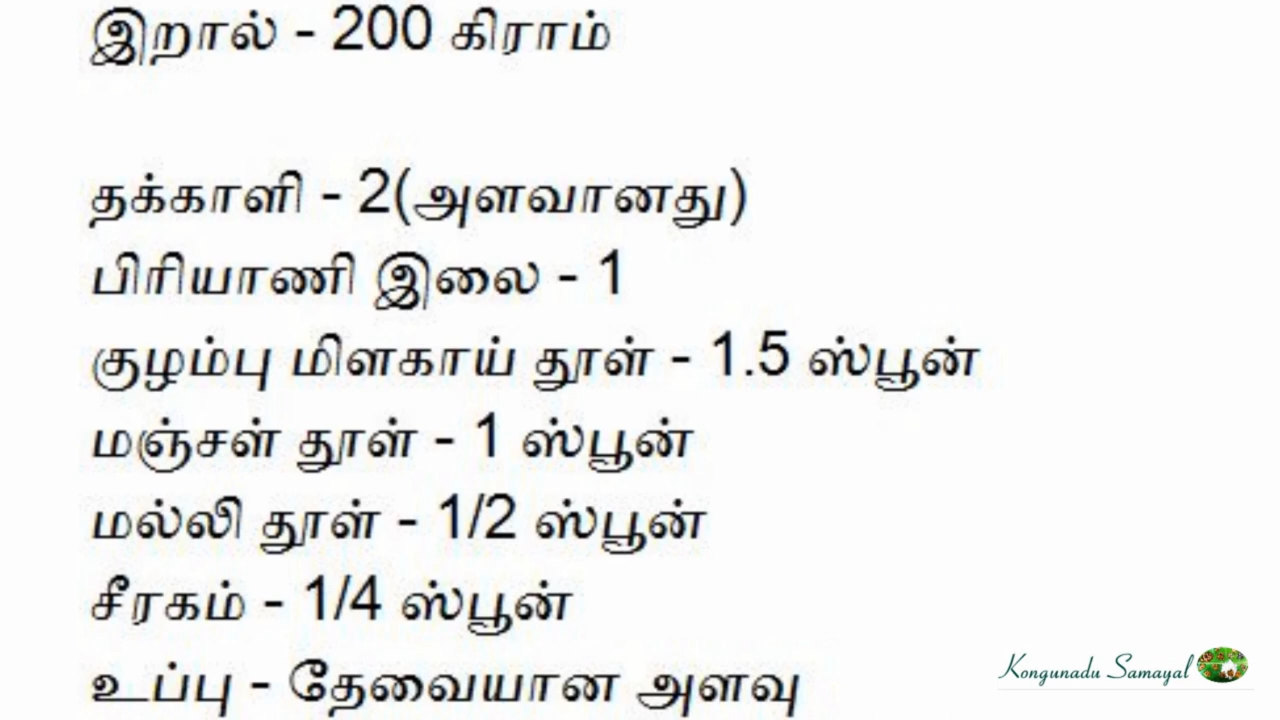 இறால் - 200 கிராம்
தக்காளி - 2(அளவானது)
பிரியாணி இலை - 1
குழம்பு மிளகாய் தூள் - 1.5 ஸ்பூன்
மஞ்சள் தூள் - 1 ஸ்பூன்
மல்லி தூள் - 1/2 ஸ்பூன்
சீரகம் - 1/4 ஸ்பூன்
உப்பு - தேவையான அளவு
Kongunadu Samayal